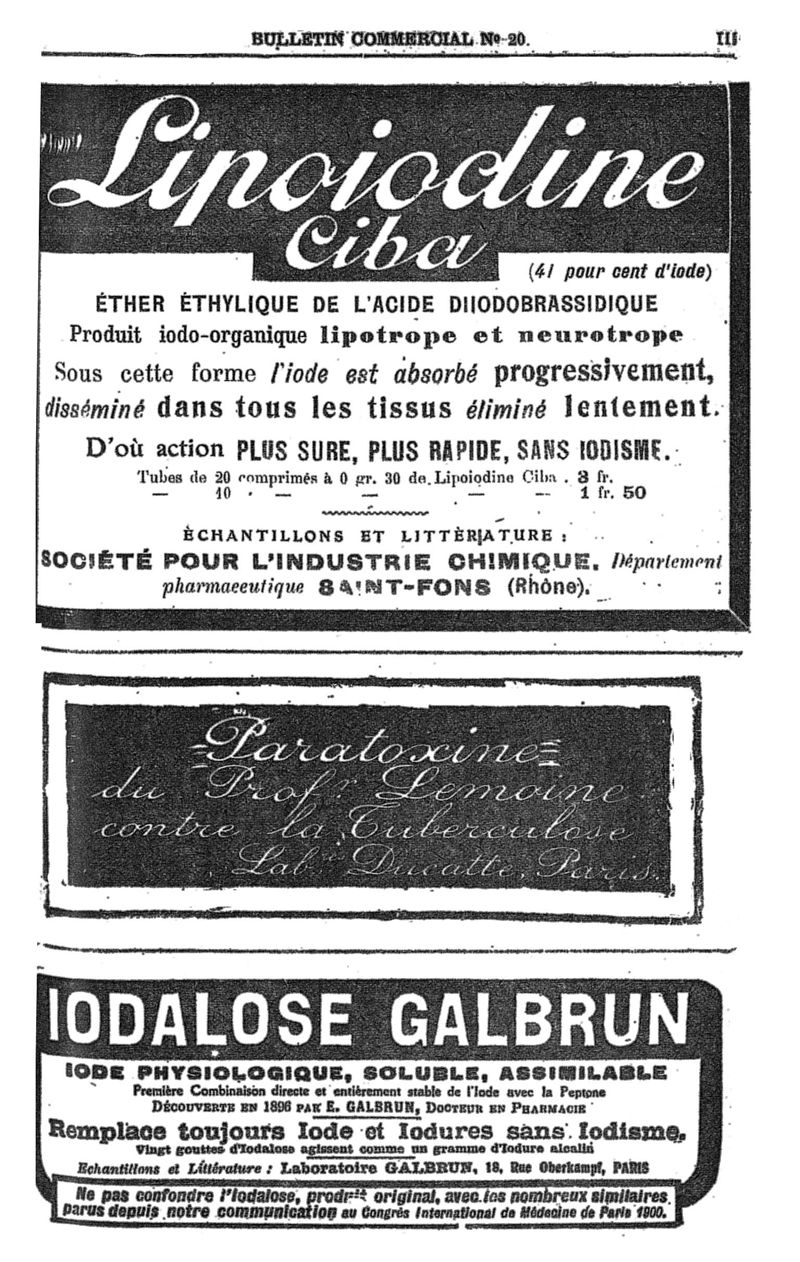 BULLETIN COMMERCIAL No 20.
III
Lipoiodine
Ciba
(41 pour cent d'iode)
ÉTHER ÉTHYLIQUE DE L'ACIDE DIIODOBRASSIDIQUE
Produit iodo-organique lipotrope et neurotrope
Sous cette forme l'iode est absorbé progressivement,
disséminé dans tous les tissus éliminé lentement.
D'où action PLUS SURE, PLUS RAPIDE, SANS IODISME.
Tubes de 20 comprimés à 0 gr. 30 de Lipoiodine Ciba . 3 fr.
— 10 — — — — 1 fr. 50
ÉCHANTILLONS ET LITTÉRATURE :
SOCIÉTÉ POUR L'INDUSTRIE CHIMIQUE. Département
pharmaceutique SAINT-FONS (Rhône).
Paratoxine
du Profr Lemoine
contre la Tuberculose
Labres Ducatte, Paris.
IODALOSE GALBRUN
IODE PHYSIOLOGIQUE, SOLUBLE, ASSIMILABLE
Première Combinaison directe et entièrement stable de l'Iode avec la Peptone
DÉCOUVERTE EN 1896 PAR E. GALBRUN, DOCTEUR EN PHARMACIE
Remplace toujours Iode et Iodures sans Iodisme.
Vingt gouttes d'Iodalose agissent comme un gramme d'Iodure alcalin
Echantillons et Littérature : Laboratoire GALBRUN, 18, Rue Oberkampf, PARIS
Ne pas confondre l'Iodalose, produit original, avec les nombreux similaires
parus depuis notre communication au Congrès International de Médecine de Paris 1900.